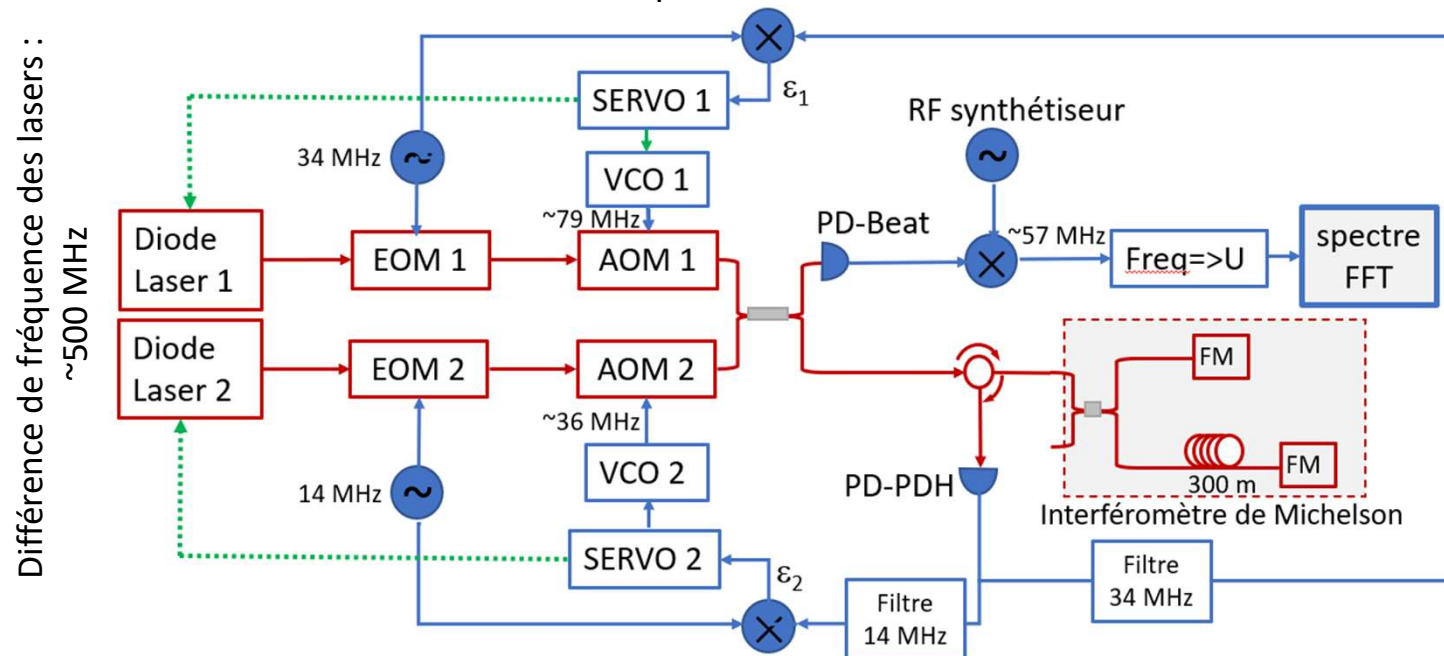 Différence de fréquence des lasers :
~500 MHz
SERVO 1
ε1
RF synthétiseur
34 MHz
VCO 1
~79 MHz
PD-Beat
~57 MHz
Diode
Laser 1
EOM 1
AOM 1
Freq=>U
spectre
FFT
Diode
Laser 2
EOM 2
AOM 2
FM
~36 MHz
VCO 2
14 MHz
PD-PDH
300 m
FM
Interféromètre de Michelson
SERVO 2
ε2
Filtre
14 MHz
Filtre
34 MHz